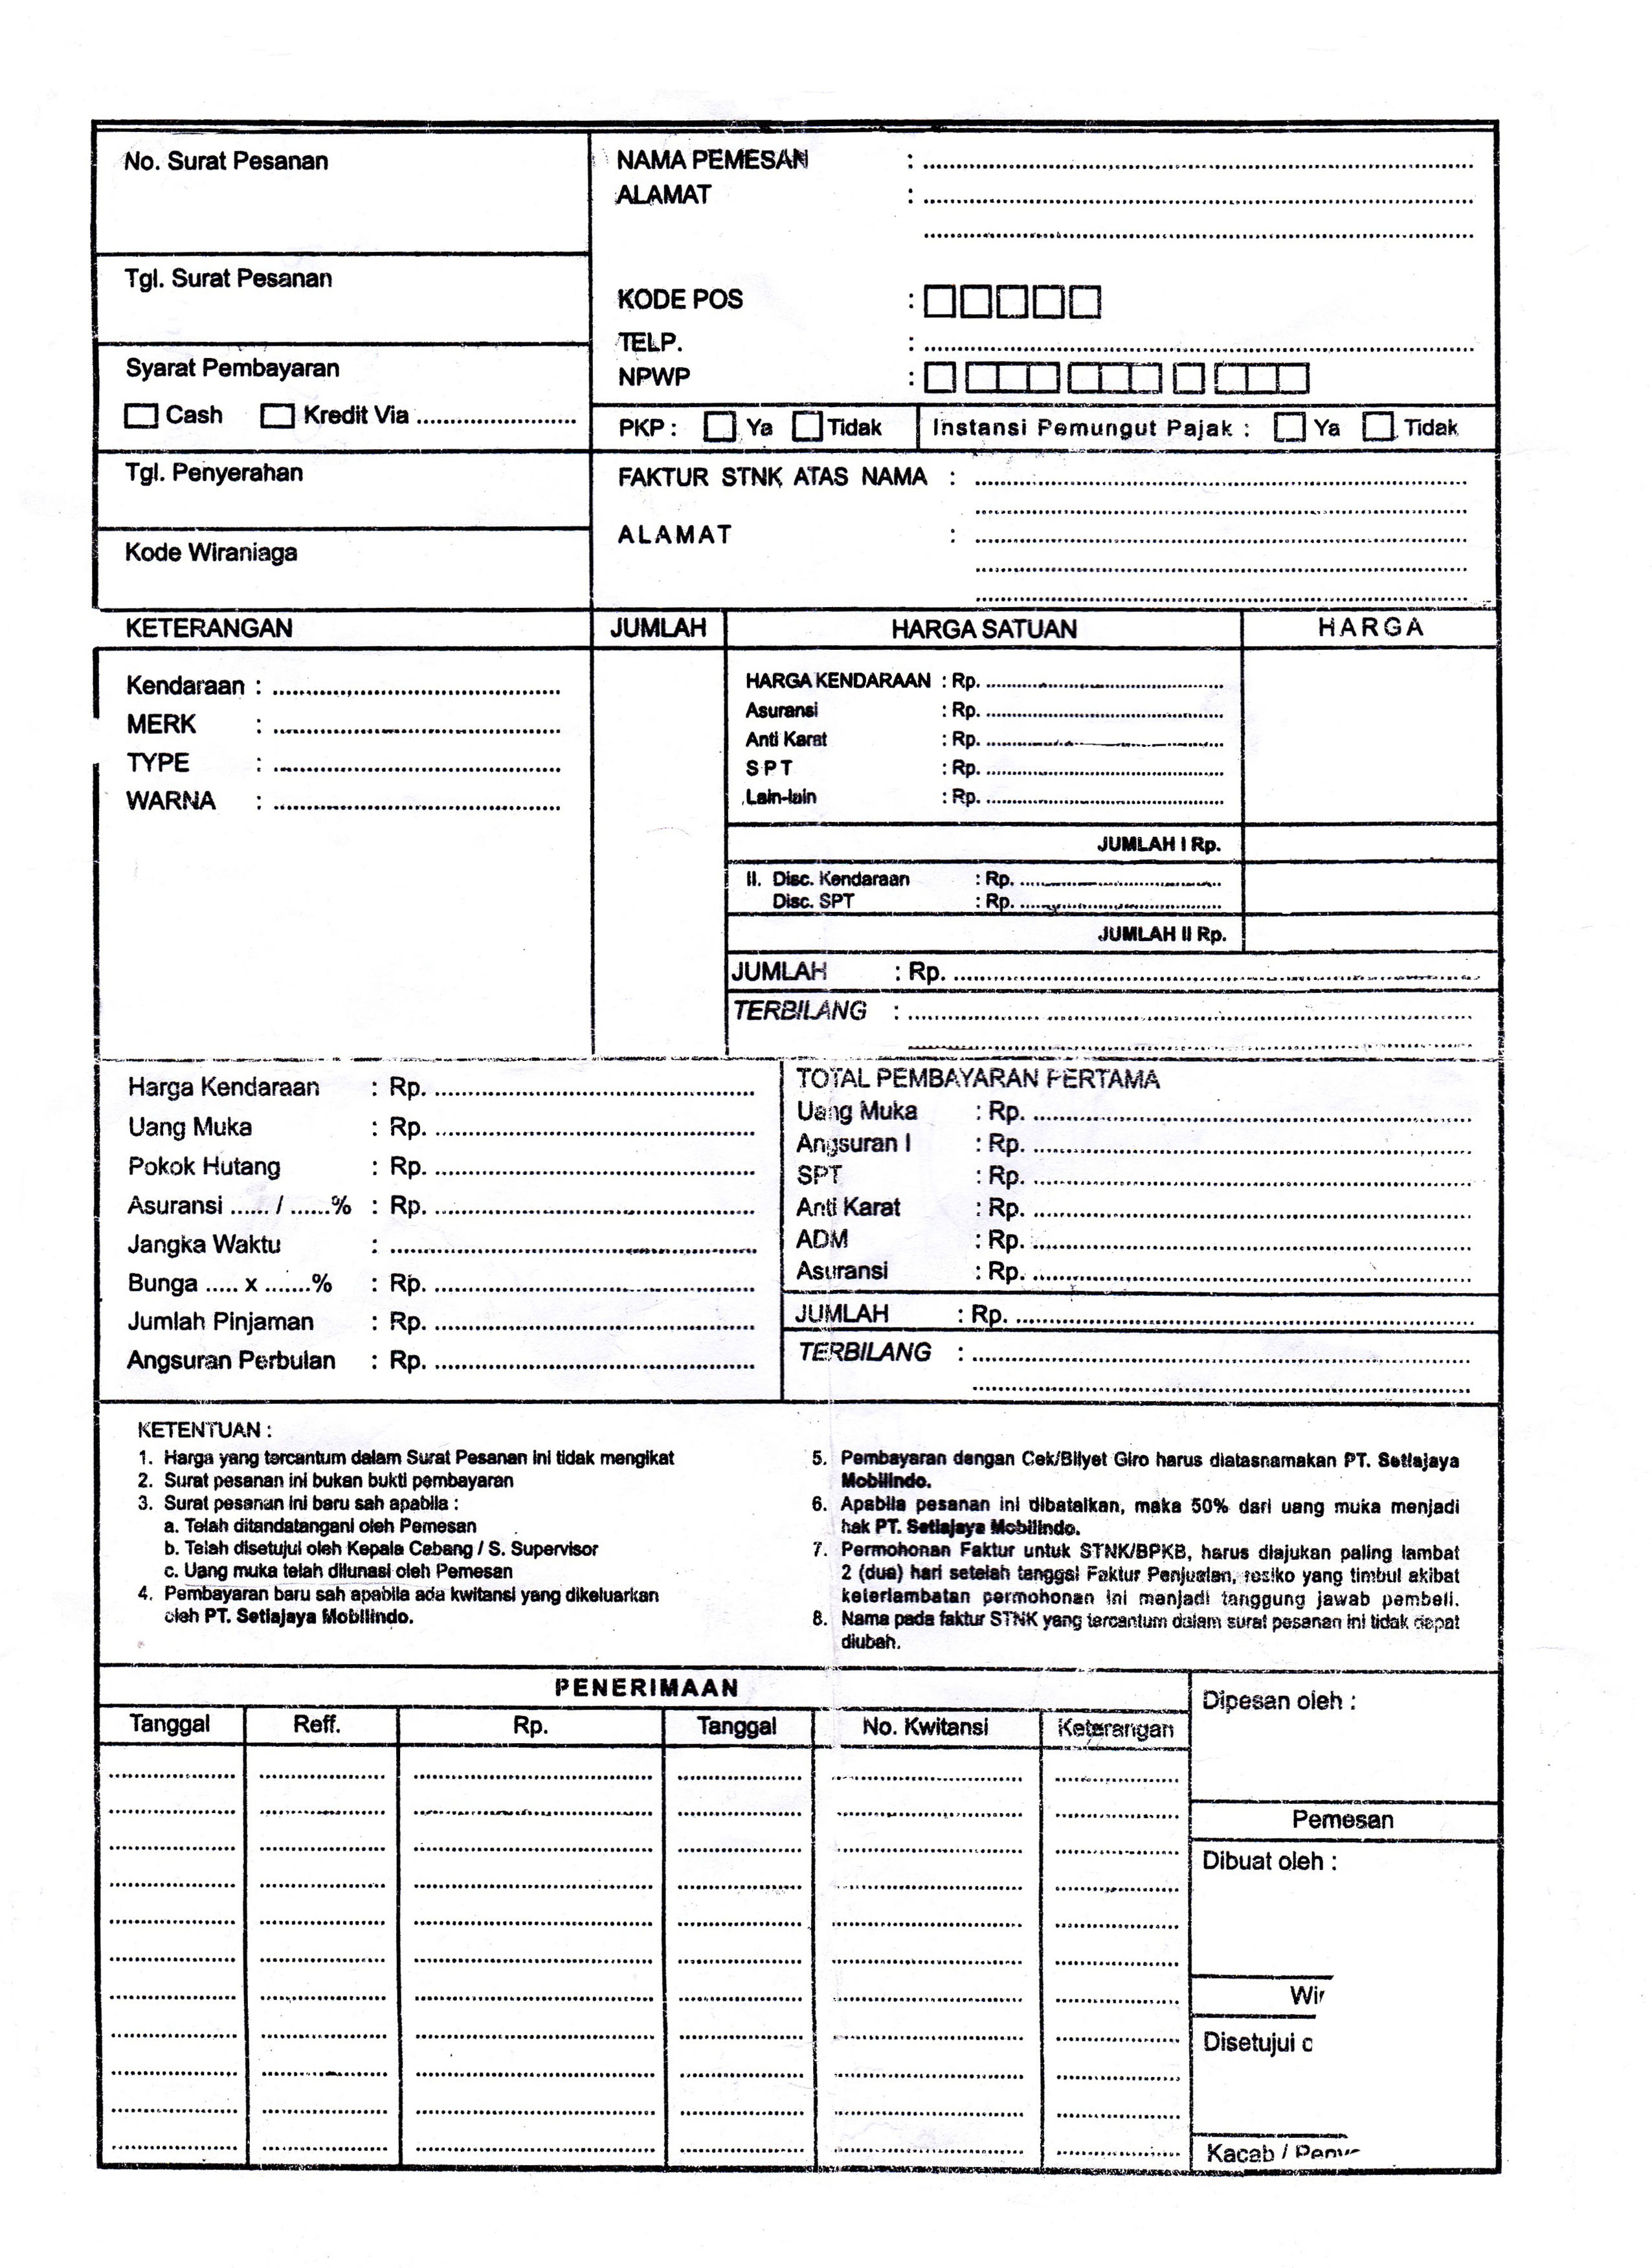 No. Surat Pesanan
Tgl. Surat Pesanan
Syarat Pembayaran
Cash Kredit Via ........................
Tgl. Penyerahan
Kode Wiraniaga
NAMA PEMESAN :
ALAMAT :
KODE POS :
TELP. :
NPWP :
PKP : Ya Tidak Instansi Pemungut Pajak : Ya Tidak
FAKTUR STNK ATAS NAMA :
ALAMAT :
KETERANGAN JUMLAH HARGA SATUAN HARGA
Kendaraan :
MERK :
TYPE :
WARNA :
HARGA KENDARAAN : Rp.
Asuransi : Rp.
Anti Karat : Rp.
S P T : Rp.
Lain-lain : Rp.
JUMLAH I Rp.
II. Disc. Kendaraan : Rp.
Disc. SPT : Rp.
JUMLAH II Rp.
JUMLAH : Rp.
TERBILANG :
Harga Kendaraan : Rp.
Uang Muka : Rp.
Pokok Hutang : Rp.
Asuransi ...... / ......% : Rp.
Jangka Waktu :
Bunga ..... x .......% : Rp.
Jumlah Pinjaman : Rp.
Angsuran Perbulan : Rp.
TOTAL PEMBAYARAN PERTAMA
Uang Muka : Rp.
Angsuran I : Rp.
SPT : Rp.
Anti Karat : Rp.
ADM : Rp.
Asuransi : Rp.
JUMLAH : Rp.
TERBILANG :
KETENTUAN :
1. Harga yang tercantum dalam Surat Pesanan ini tidak mengikat
2. Surat pesanan ini bukan bukti pembayaran
3. Surat pesanan ini baru sah apabila :
a. Telah ditandatangani oleh Pemesan
b. Telah disetujui oleh Kepala Cabang / S. Supervisor
c. Uang muka telah dilunasi oleh Pemesan
4. Pembayaran baru sah apabila ada kwitansi yang dikeluarkan
oleh PT. Setiajaya Mobilindo.
5. Pembayaran dengan Cek/Bilyet Giro harus diatasnamakan PT. Setiajaya
Mobilindo.
6. Apabila pesanan ini dibatalkan, maka 50% dari uang muka menjadi
hak PT. Setiajaya Mobilindo.
7. Permohonan Faktur untuk STNK/BPKB, harus diajukan paling lambat
2 (dua) hari setelah tanggal Faktur Penjualan, resiko yang timbul akibat
keterlambatan permohonan ini menjadi tanggung jawab pembeli.
8. Nama pada faktur STNK yang tercantum dalam surat pesanan ini tidak dapat
diubah.
PENERIMAAN
Tanggal Reff. Rp. Tanggal No. Kwitansi Keterangan
Dipesan oleh :
Pemesan
Dibuat oleh :
Disetujui
Kacab /